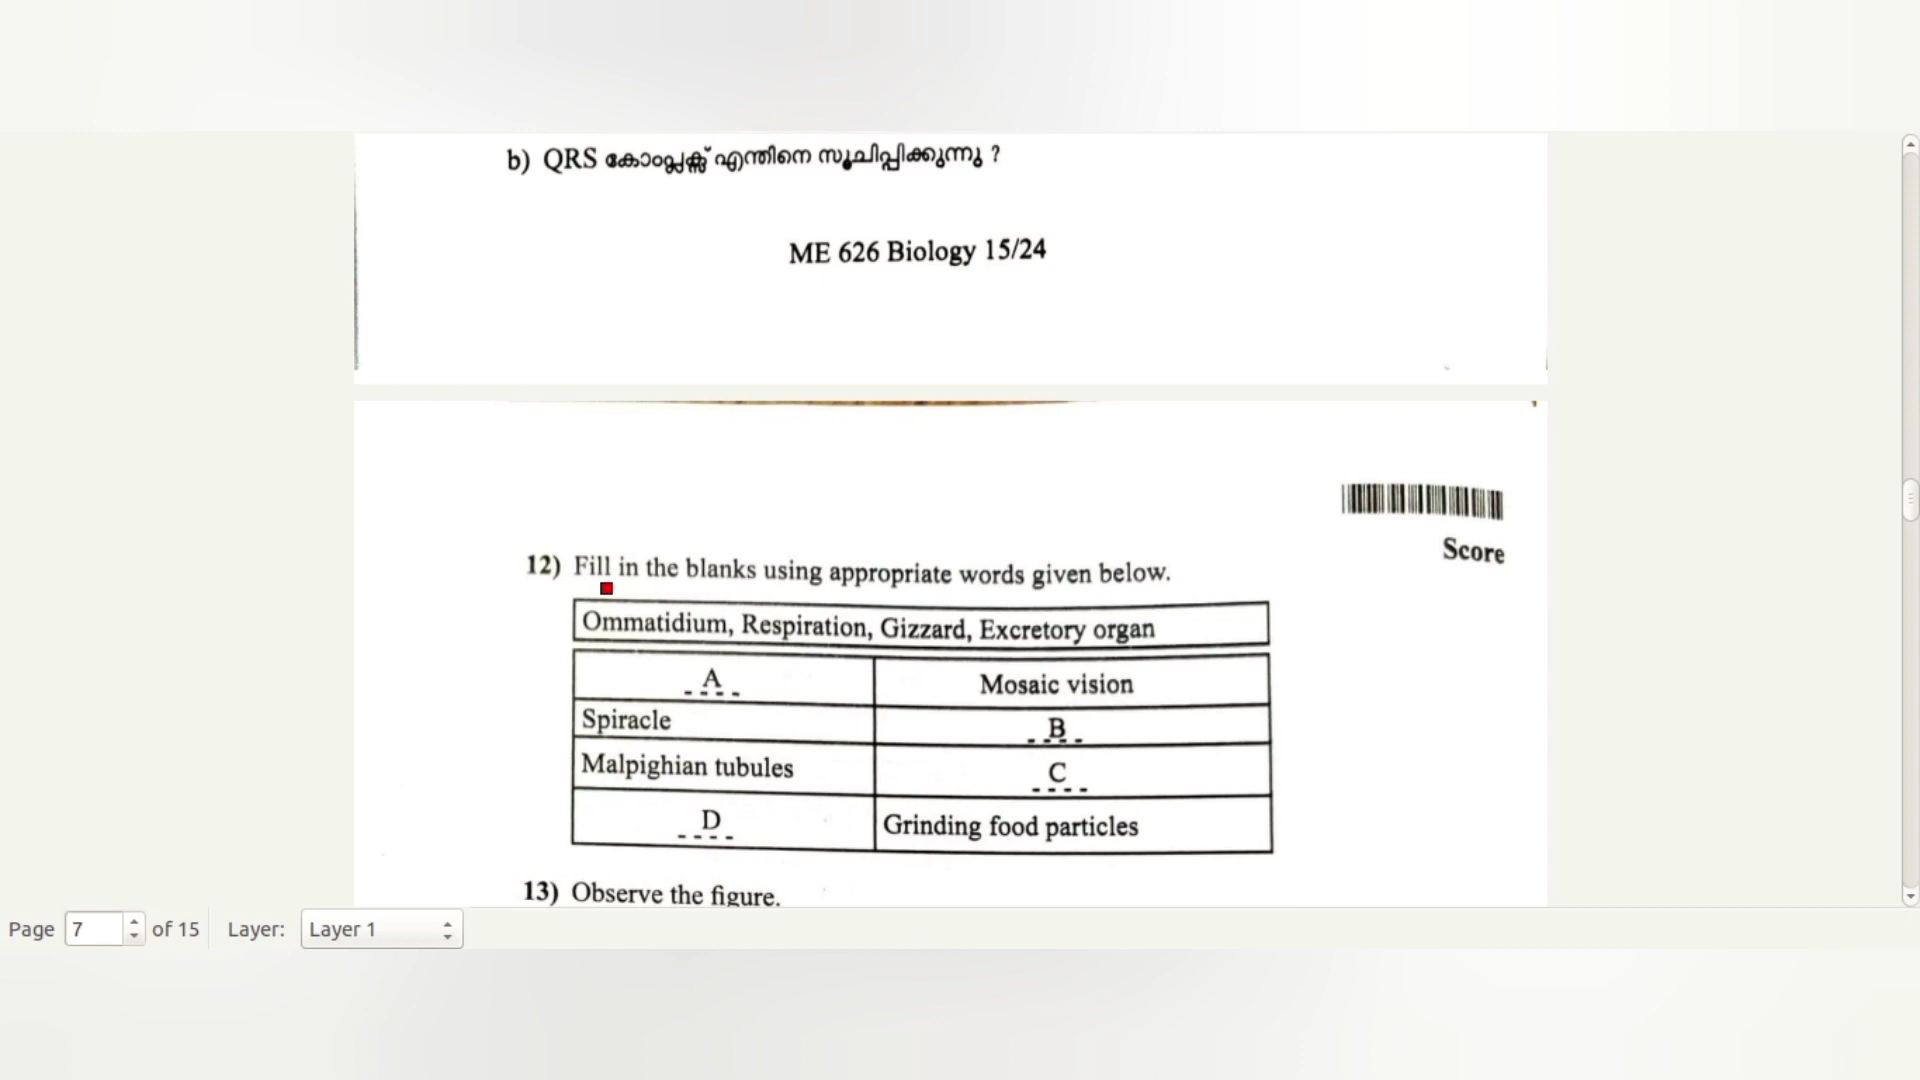 b) QRS കോംപ്ലക്സ് എന്തിനെ സൂചിപ്പിക്കുന്നു ?
ME 626 Biology 15/24
Score
12) Fill in the blanks using appropriate words given below.
Ommatidium, Respiration, Gizzard, Excretory organ
A Mosaic vision
Spiracle B
Malpighian tubules C
D Grinding food particles
13) Observe the figure.
Page 7 of 15 Layer: Layer 1